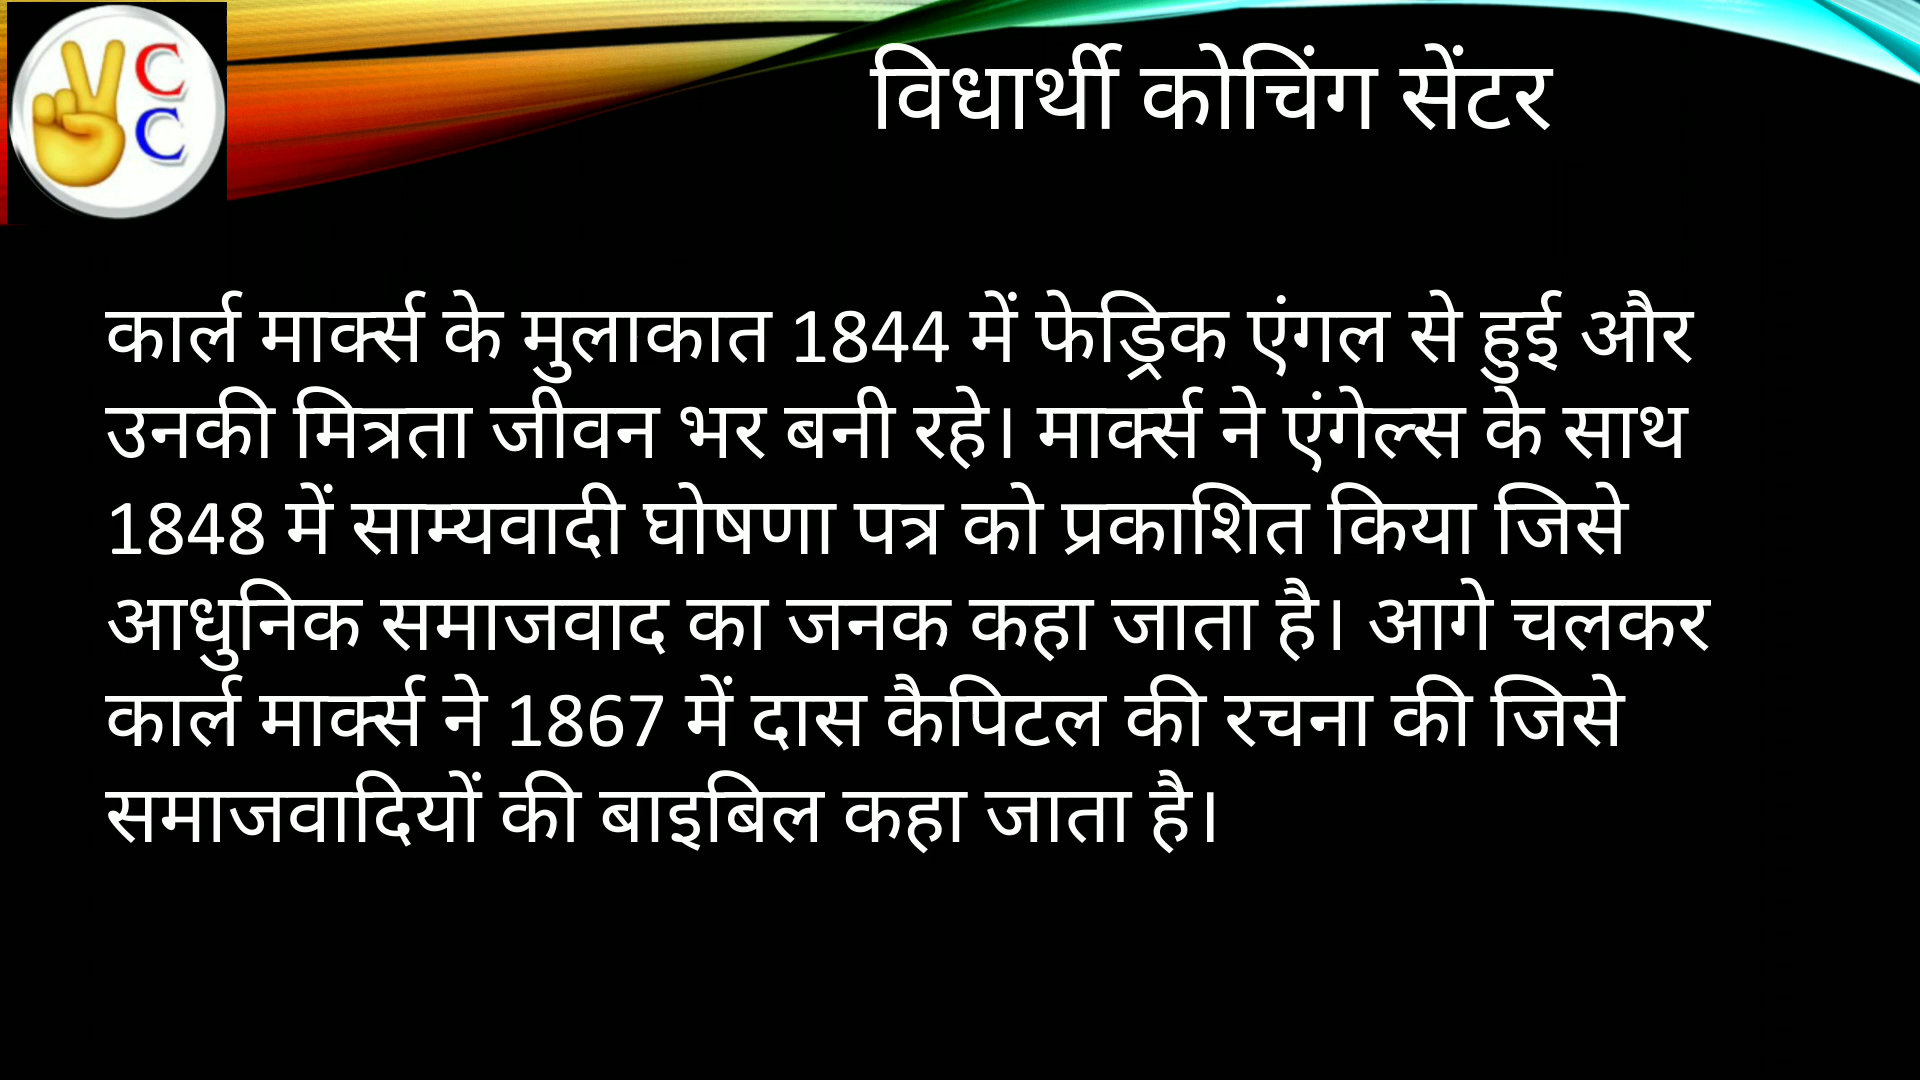 C
C
विधार्थी कोचिंग सेंटर
कार्ल मार्क्स के मुलाकात 1844 में फेड्रिक एंगल से हुई और
उनकी मित्रता जीवन भर बनी रहे। मार्क्स ने एंगेल्स के साथ
1848 में साम्यवादी घोषणा पत्र को प्रकाशित किया जिसे
आधुनिक समाजवाद का जनक कहा जाता है। आगे चलकर
कार्ल मार्क्स ने 1867 में दास कैपिटल की रचना की जिसे
समाजवादियों की बाइबिल कहा जाता है।